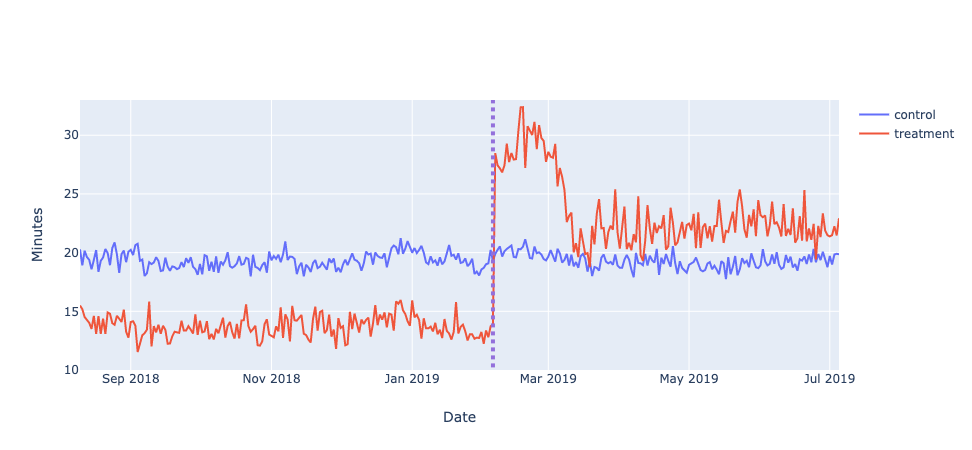 control
treatment
30
25
20
15
10
Minutes
Sep 2018
Nov 2018
Jan 2019
Mar 2019
May 2019
Jul 2019
Date